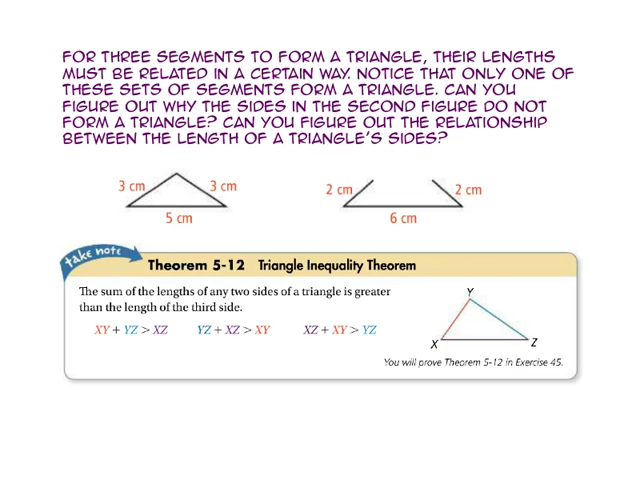 FOR THREE SEGMENTS TO FORM A TRIANGLE, THEIR LENGTHS
MUST BE RELATED IN A CERTAIN WAY. NOTICE THAT ONLY ONE OF
THESE SETS OF SEGMENTS FORM A TRIANGLE. CAN YOU
FIGURE OUT WHY THE SIDES IN THE SECOND FIGURE DO NOT
FORM A TRIANGLE? CAN YOU FIGURE OUT THE RELATIONSHIP
BETWEEN THE LENGTH OF A TRIANGLE'S SIDES?
3 cm 3 cm
5 cm
2 cm 2 cm
6 cm
take note
Theorem 5-12 Triangle Inequality Theorem
The sum of the lengths of any two sides of a triangle is greater
than the length of the third side.
XY + YZ > XZ YZ + XZ > XY XZ + XY > YZ
Y
X Z
You will prove Theorem 5-12 in Exercise 45.